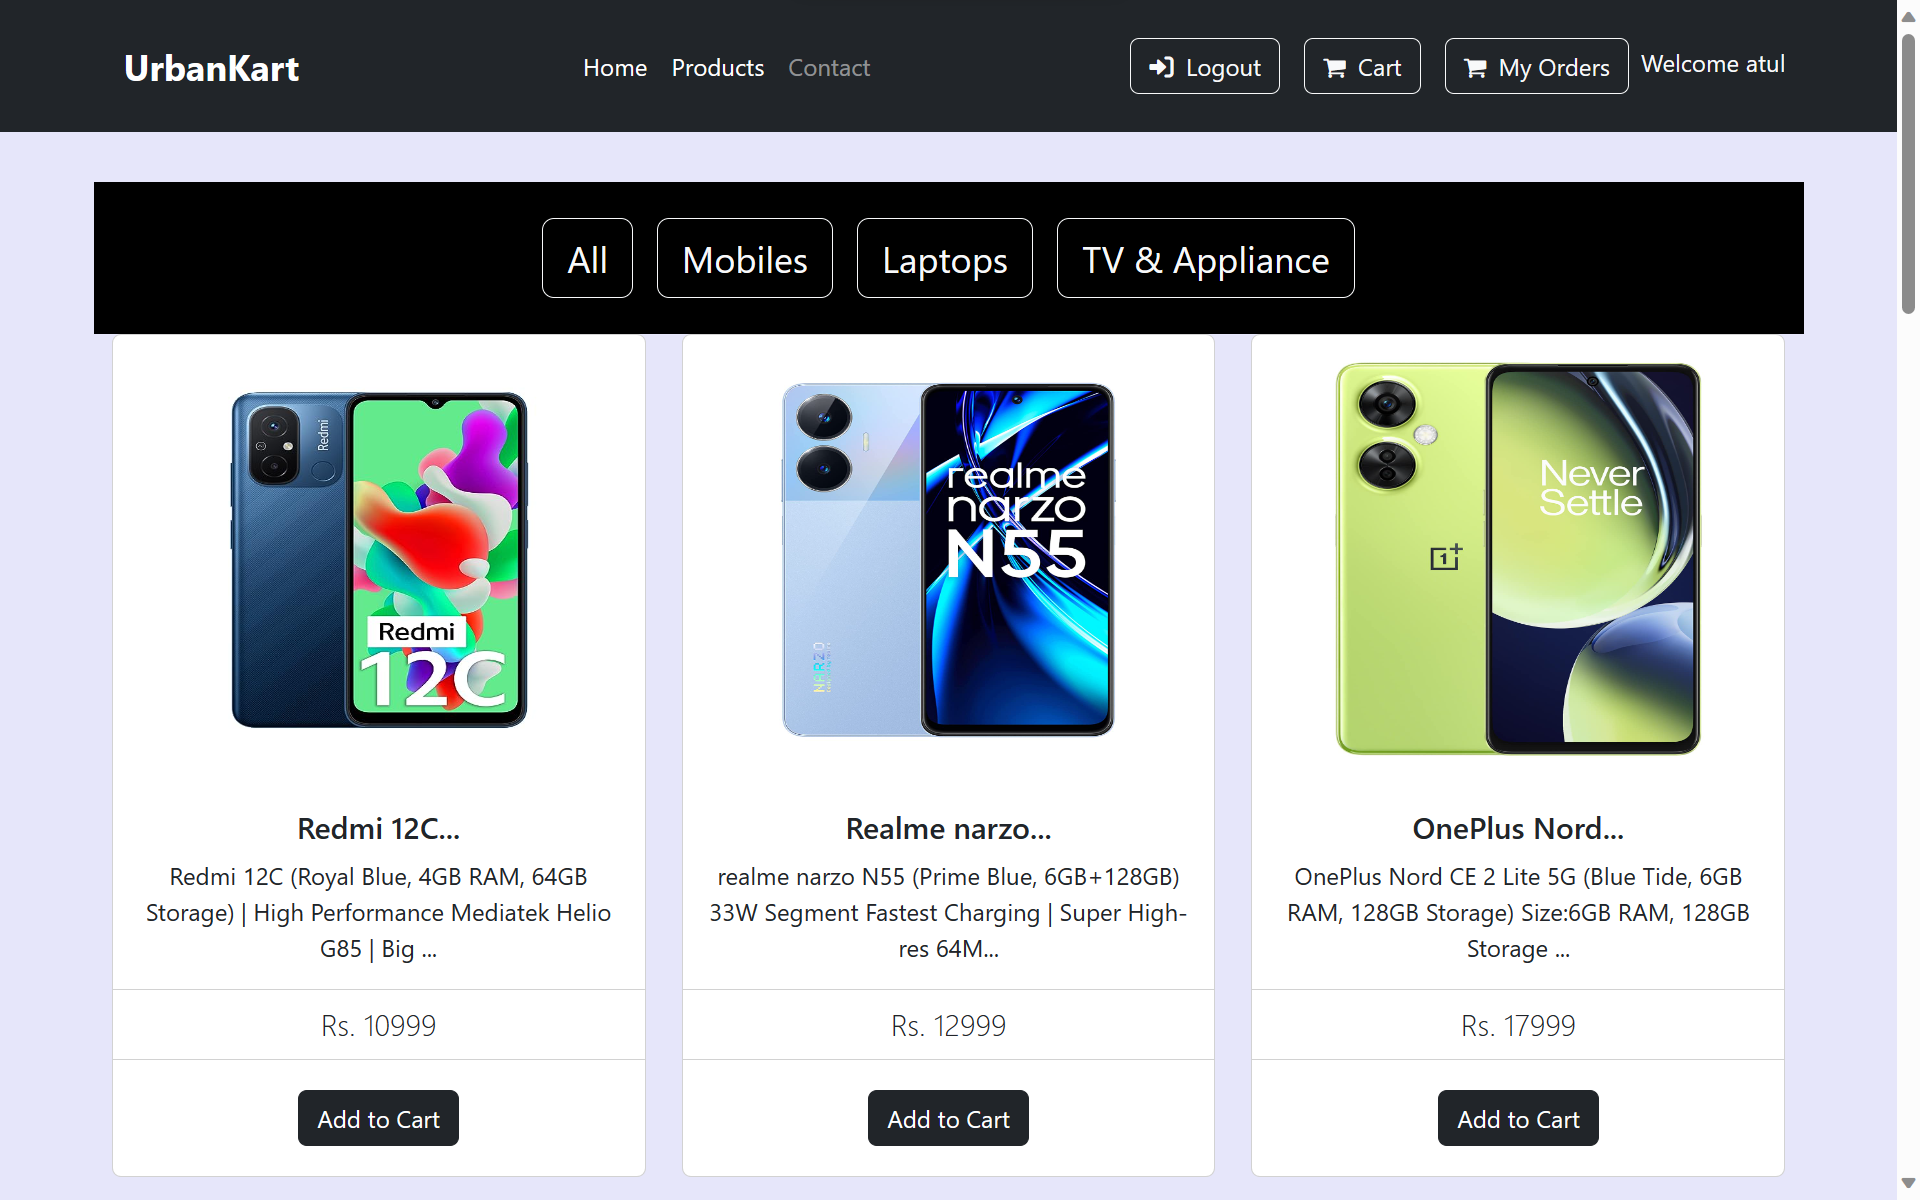 UrbanKart
Home Products Contact
Logout Cart My Orders Welcome atul
All Mobiles Laptops TV & Appliance
Redmi
Redmi
12C
NARZO
realme
narzo
N55
Never
Settle
1+
Redmi 12C...
Redmi 12C (Royal Blue, 4GB RAM, 64GB
Storage) | High Performance Mediatek Helio
G85 | Big ...
Rs. 10999
Add to Cart
Realme narzo...
realme narzo N55 (Prime Blue, 6GB+128GB)
33W Segment Fastest Charging | Super High-
res 64M...
Rs. 12999
Add to Cart
OnePlus Nord...
OnePlus Nord CE 2 Lite 5G (Blue Tide, 6GB
RAM, 128GB Storage) Size:6GB RAM, 128GB
Storage ...
Rs. 17999
Add to Cart